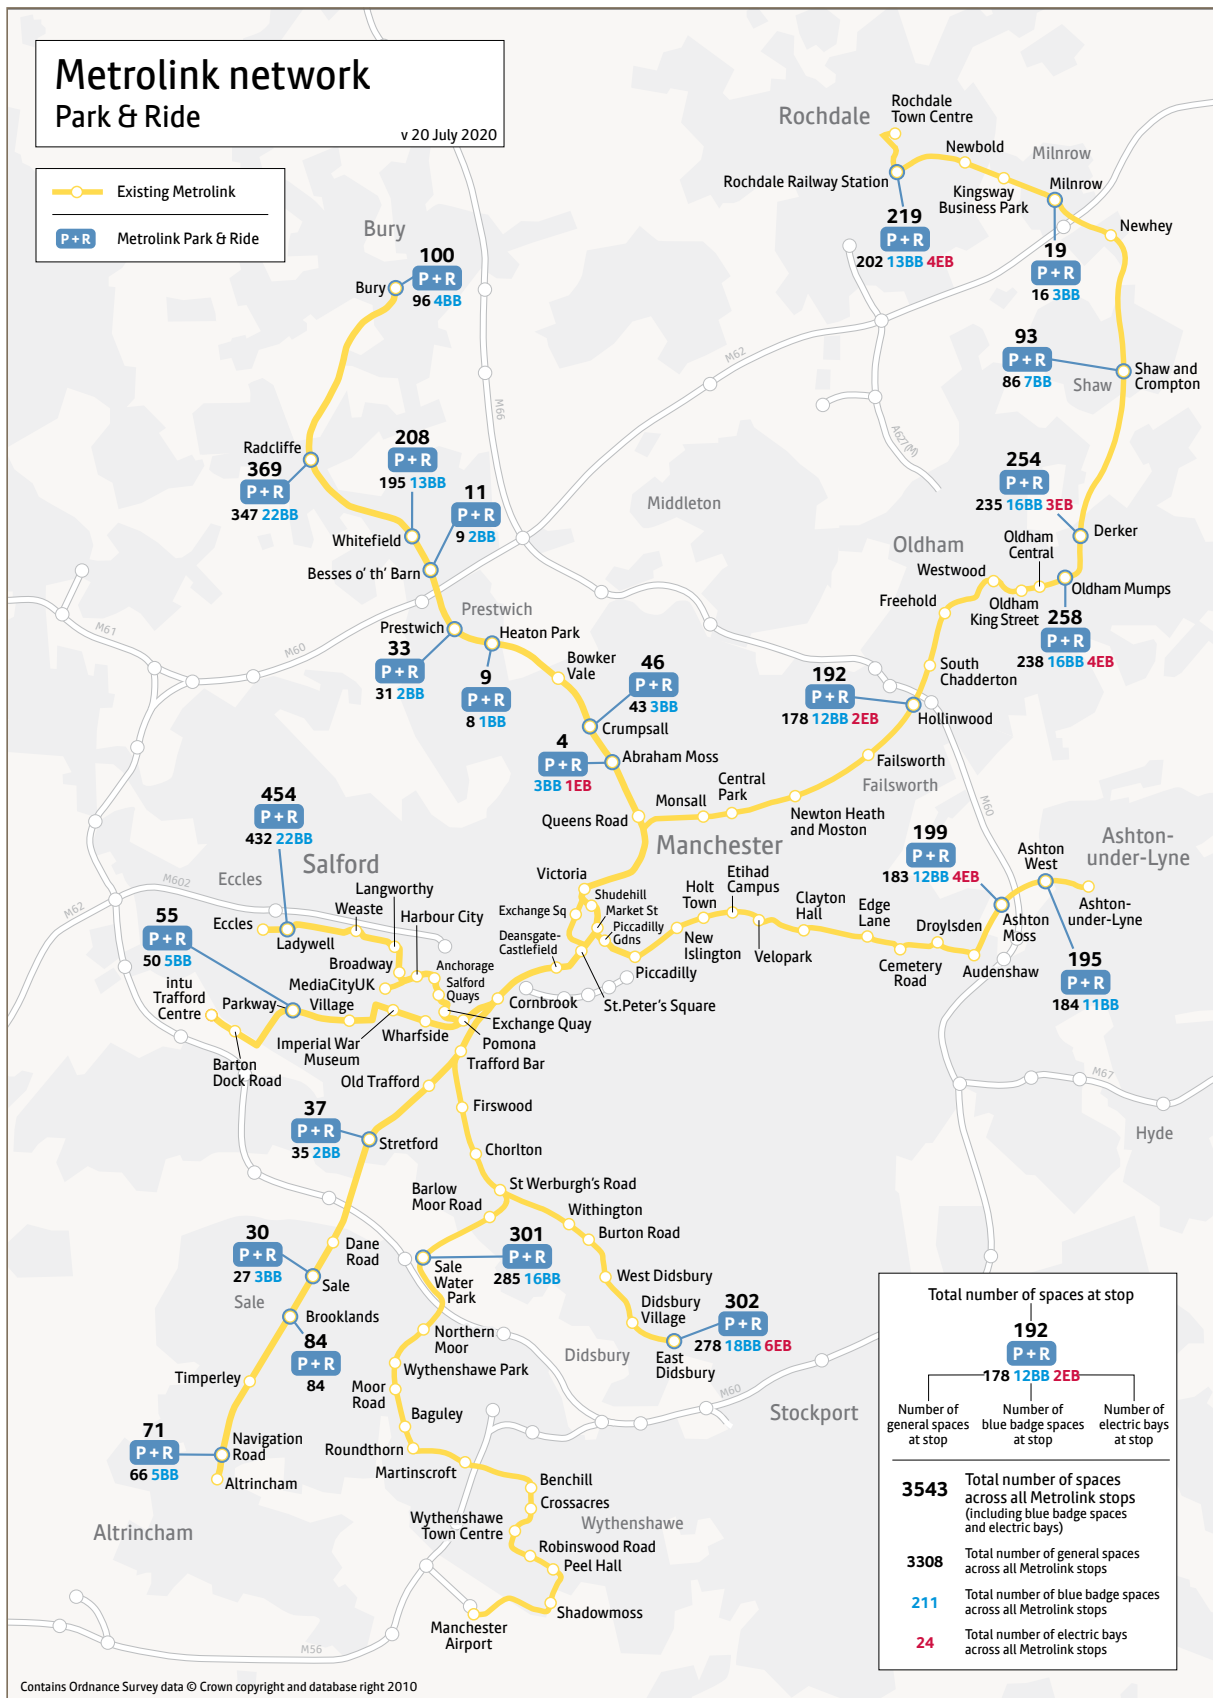 Metrolink network
Park & Ride
v 20 July 2020
Existing Metrolink
P+R Metrolink Park & Ride
Rochdale
Rochdale
Town Centre
Newbold
Milnrow
Rochdale Railway Station
Kingsway
Business Park
Milnrow
Newhey
219
P+R
202 13BB 4EB
19
P+R
16 3BB
Bury
100
P+R
96 4BB
Bury
M62
M66
A627(M)
93
P+R
86 7BB
Shaw
Shaw and
Crompton
Radcliffe
369
P+R
347 22BB
208
P+R
195 13BB
11
P+R
9 2BB
Whitefield
Besses o' th' Barn
Middleton
254
P+R
235 16BB 3EB
Derker
Oldham
Oldham
Central
Westwood
Oldham Mumps
Freehold
Oldham
King Street
258
P+R
238 16BB 4EB
M61
M60
Prestwich
Prestwich
33
P+R
31 2BB
Heaton Park
9
P+R
8 1BB
Bowker
Vale
46
P+R
43 3BB
Crumpsall
4
P+R
3BB 1EB
Abraham Moss
192
P+R
178 12BB 2EB
South
Chadderton
Hollinwood
Failsworth
Failsworth
M60
Central
Park
Monsall
Newton Heath
and Moston
Queens Road
Manchester
454
P+R
432 22BB
Salford
Eccles
M602
M62
Langworthy
Weaste
Harbour City
Eccles
Ladywell
Broadway
MediaCityUK
Anchorage
Salford
Quays
55
P+R
50 5BB
intu
Trafford
Centre
Parkway
Village
Imperial War
Museum
Wharfside
Barton
Dock Road
Exchange Quay
Pomona
Cornbrook
Trafford Bar
Old Trafford
Victoria
Shudehill
Exchange Sq
Market St
Piccadilly
Gdns
Deansgate-
Castlefield
St.Peter's Square
Piccadilly
Holt
Town
New
Islington
Etihad
Campus
Velopark
Clayton
Hall
Edge
Lane
Cemetery
Road
Droylsden
Audenshaw
199
P+R
183 12BB 4EB
Ashton
Moss
Ashton
West
Ashton-
under-Lyne
Ashton-
under-Lyne
195
P+R
184 11BB
M67
Hyde
37
P+R
35 2BB
Stretford
Firswood
Chorlton
St Werburgh's Road
Barlow
Moor Road
Withington
Burton Road
West Didsbury
Didsbury
Village
East
Didsbury
Didsbury
302
P+R
278 18BB 6EB
301
P+R
285 16BB
Sale
Water
Park
Dane
Road
30
P+R
27 3BB
Sale
Sale
Brooklands
84
P+R
84
Timperley
71
P+R
66 5BB
Navigation
Road
Altrincham
Altrincham
Northern
Moor
Wythenshawe Park
Moor
Road
Baguley
Roundthorn
Martinscroft
Benchill
Crossacres
Wythenshawe
Town Centre
Wythenshawe
Robinswood Road
Peel Hall
Shadowmoss
Manchester
Airport
M56
M60
Stockport
Total number of spaces at stop
192
P+R
178 12BB 2EB
Number of
general spaces
at stop
Number of
blue badge spaces
at stop
Number of
electric bays
at stop
3543 Total number of spaces
across all Metrolink stops
(including blue badge spaces
and electric bays)
3308 Total number of general spaces
across all Metrolink stops
211 Total number of blue badge spaces
across all Metrolink stops
24 Total number of electric bays
across all Metrolink stops
Contains Ordnance Survey data © Crown copyright and database right 2010